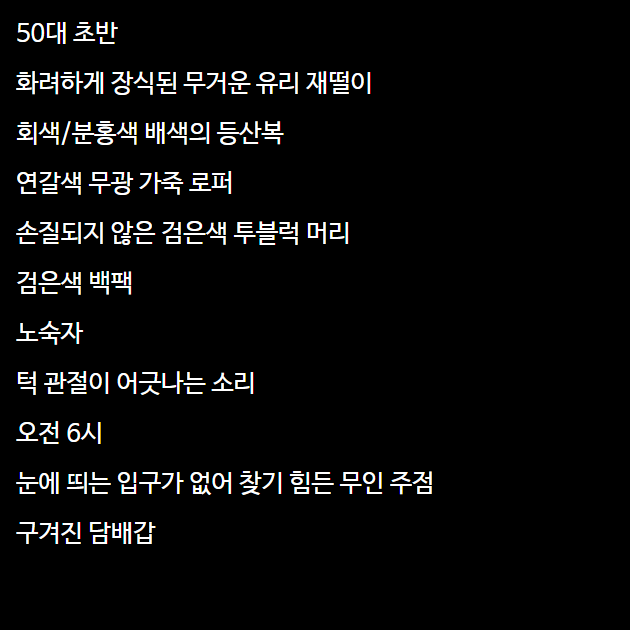 50대 초반
화려하게 장식된 무거운 유리 재떨이
회색/분홍색 배색의 등산복
연갈색 무광 가죽 로퍼
손질되지 않은 검은색 투블럭 머리
검은색 백팩
노숙자
턱 관절이 어긋나는 소리
오전 6시
눈에 띄는 입구가 없어 찾기 힘든 무인 주점
구겨진 담배갑